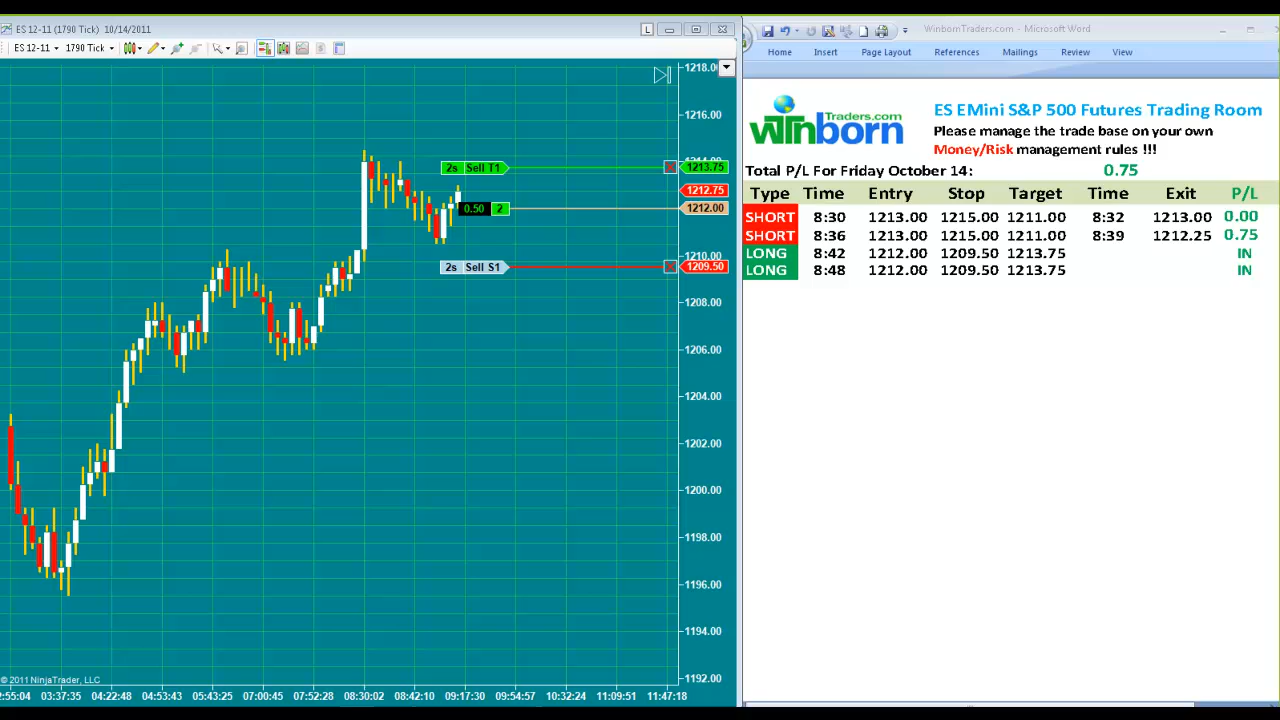 ES 12-11 (1790 Tick)  10/14/2011
L
ES 12-11
1790 Tick
1218.00
1216.00
1213.75
1212.75
1212.00
1210.00
1209.50
1208.00
1206.00
1204.00
1202.00
1200.00
1198.00
1196.00
1194.00
1192.00
2s Sell T1
0.50 2
2s Sell S1
© 2011 NinjaTrader, LLC
03:37:35 04:22:48 04:53:43 05:43:25 07:00:45 07:52:28 08:30:02 08:42:10 09:17:30 09:54:57 10:32:24 11:09:51 11:47:18
WinbornTraders.com - Microsoft Word
Home Insert Page Layout References Mailings Review View
Winborn Traders.com
ES EMini S&P 500 Futures Trading Room
Please manage the trade base on your own
Money/Risk management rules !!!
Total P/L For Friday October 14: 0.75
Type Time Entry Stop Target Time Exit P/L
SHORT 8:30 1213.00 1215.00 1211.00 8:32 1213.00 0.00
SHORT 8:36 1213.00 1215.00 1211.00 8:39 1212.25 0.75
LONG 8:42 1212.00 1209.50 1213.75 IN
LONG 8:48 1212.00 1209.50 1213.75 IN